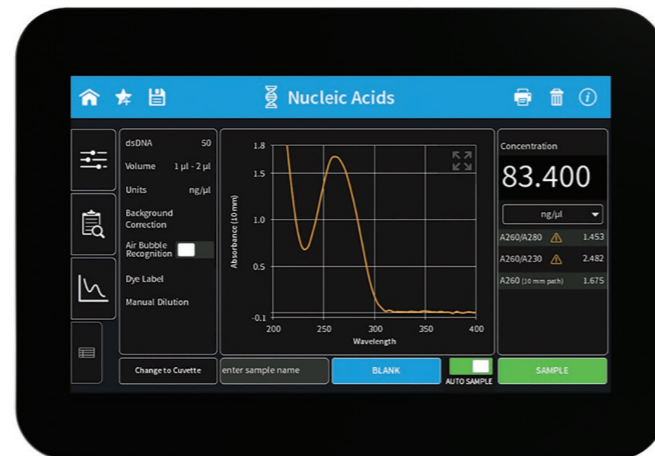 Nucleic Acids
dsDNA 50
Volume 1 µl - 2 µl
Units ng/µl
Background
Correction
Air Bubble
Recognition
Dye Label
Manual Dilution
Absorbance (10 mm)
1.8
1.5
1.0
0.5
-0.1
200 250 300 350 400
Wavelength
Concentration
83.400
ng/µl
A260/A280 1.453
A260/A230 2.482
A260 (10 mm path) 1.675
Change to Cuvette
enter sample name
BLANK
AUTO SAMPLE
SAMPLE